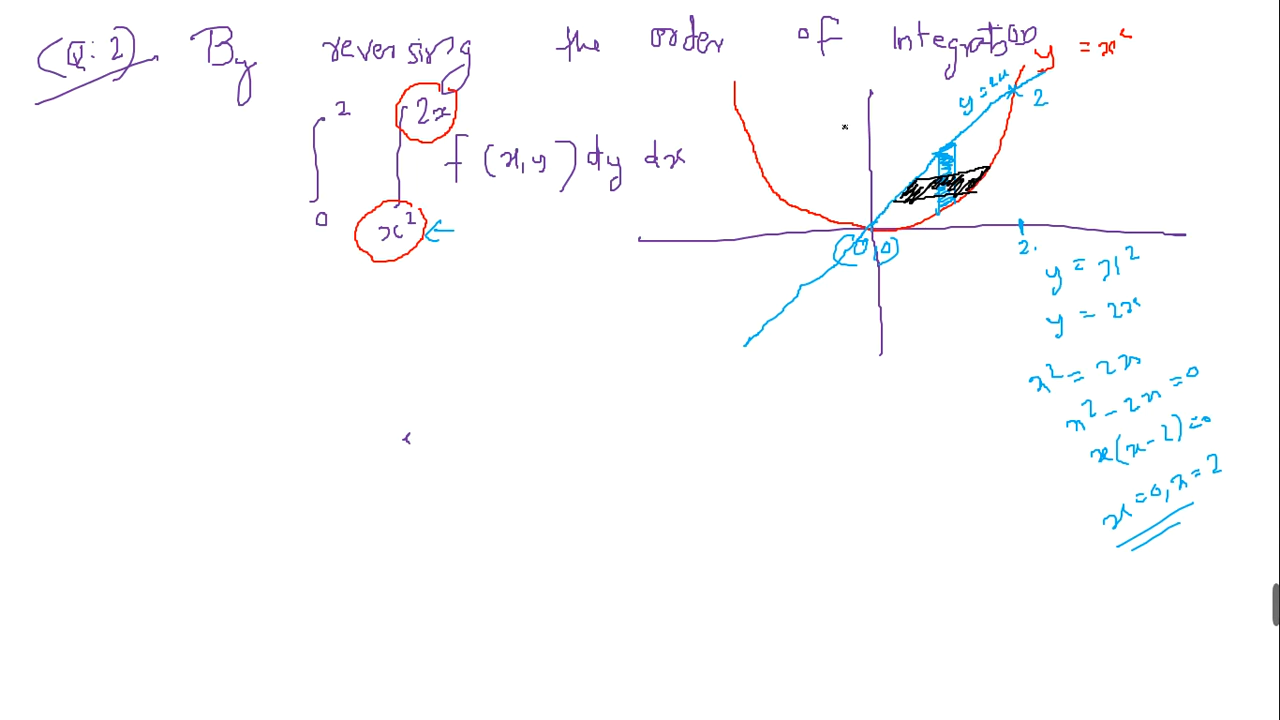 (Q:2). By reversing the order of Integration
∫₀² ∫_{x²}^{2x} f(x,y) dy dx
y = x²
y=2x
2
(0,0)
2.
y = x²
y = 2x
x² = 2x
x² - 2x = 0
x(x-2)=0
x=0, x=2